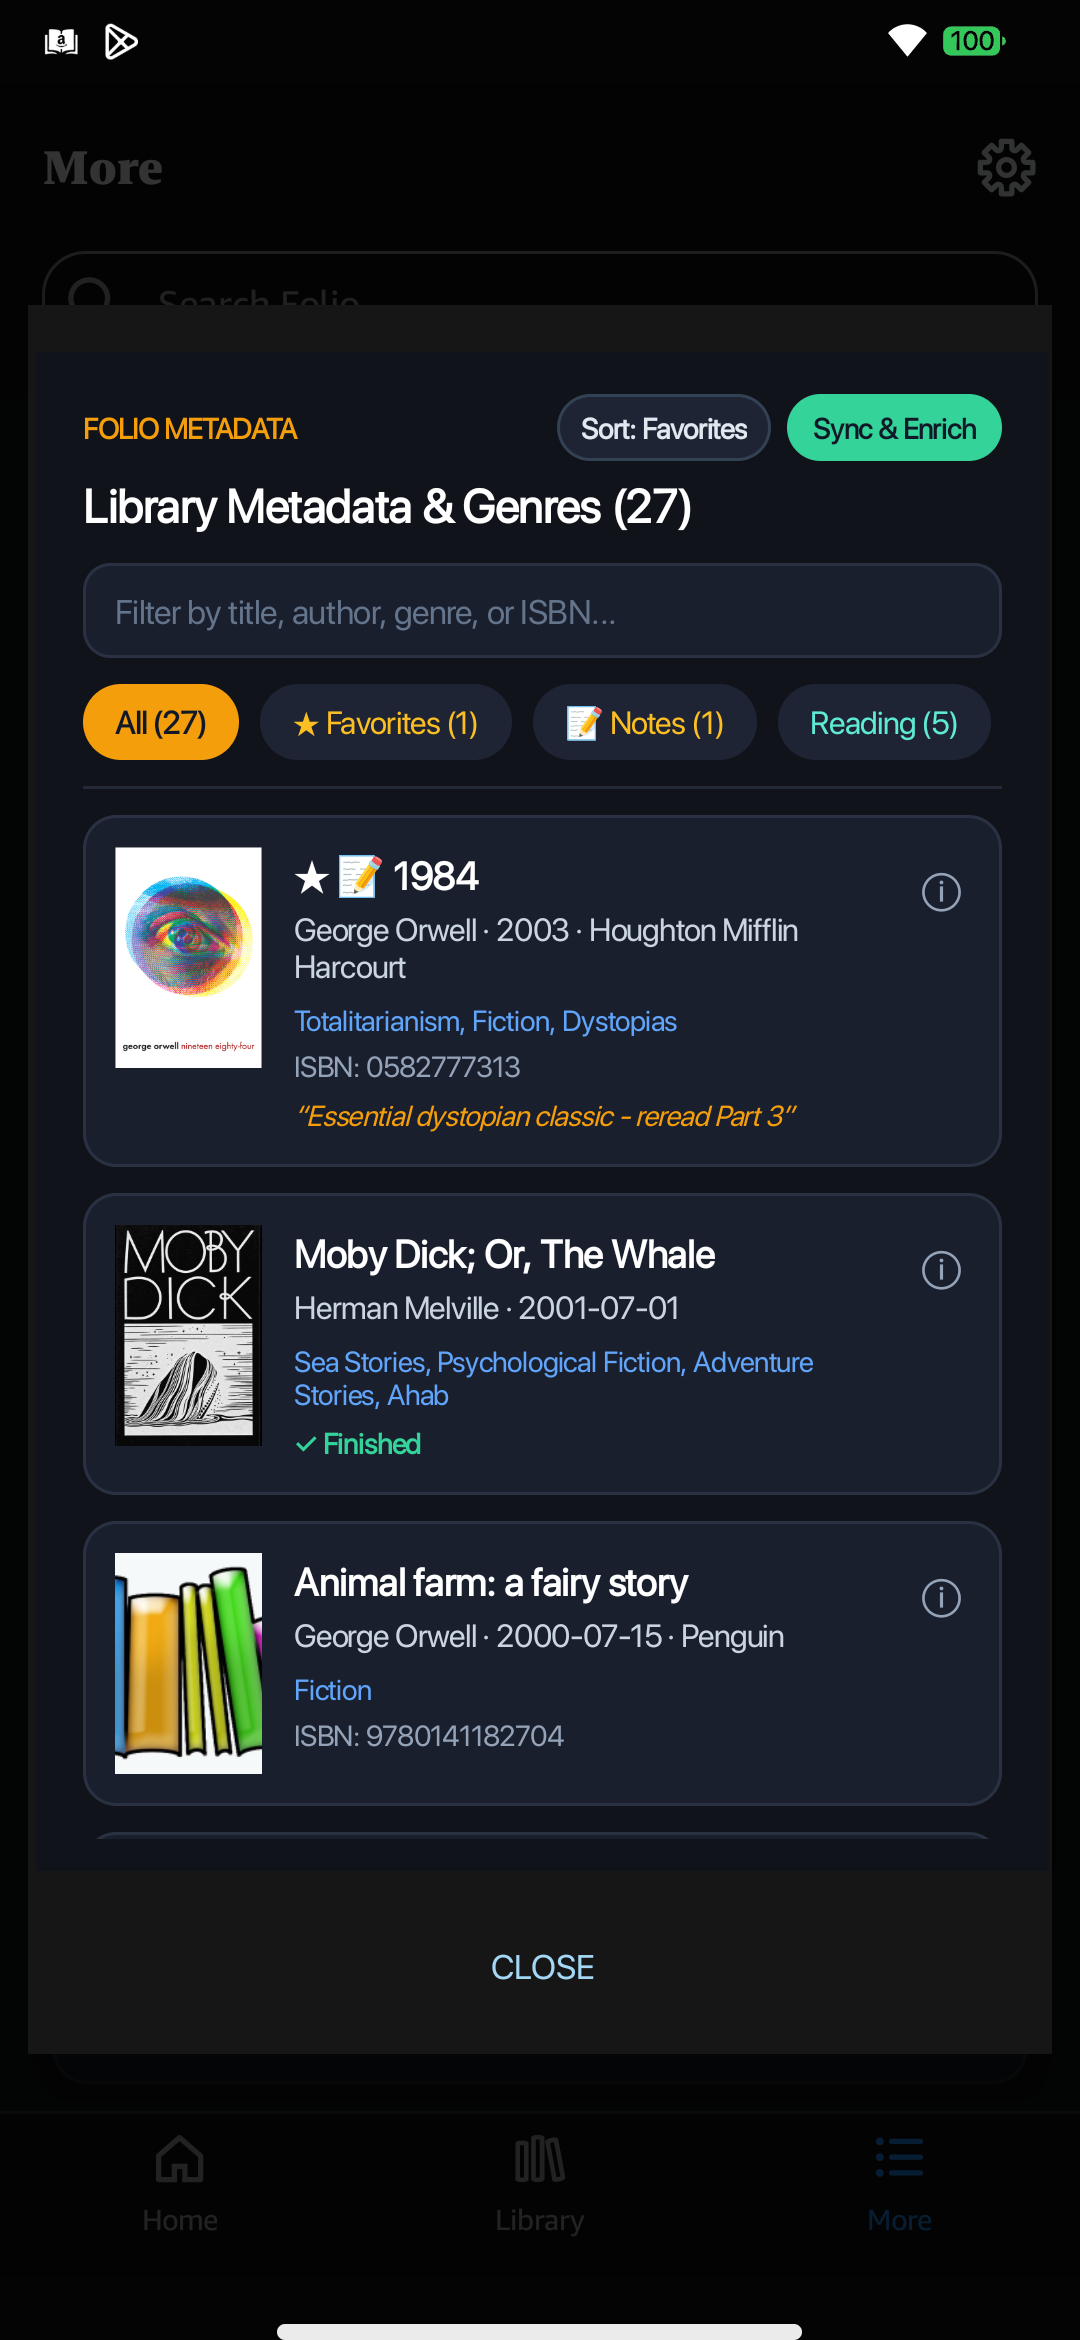 100
More
Search Folio
FOLIO METADATA
Sort: Favorites
Sync & Enrich
Library Metadata & Genres (27)
Filter by title, author, genre, or ISBN...
All (27)
★ Favorites (1)
📝 Notes (1)
Reading (5)
★ 📝 1984
George Orwell · 2003 · Houghton Mifflin
Harcourt
Totalitarianism, Fiction, Dystopias
ISBN: 0582777313
“Essential dystopian classic - reread Part 3”
george orwell nineteen eighty-four
MOBY
DICK
Moby Dick; Or, The Whale
Herman Melville · 2001-07-01
Sea Stories, Psychological Fiction, Adventure
Stories, Ahab
✓ Finished
Animal farm: a fairy story
George Orwell · 2000-07-15 · Penguin
Fiction
ISBN: 9780141182704
CLOSE
Home
Library
More